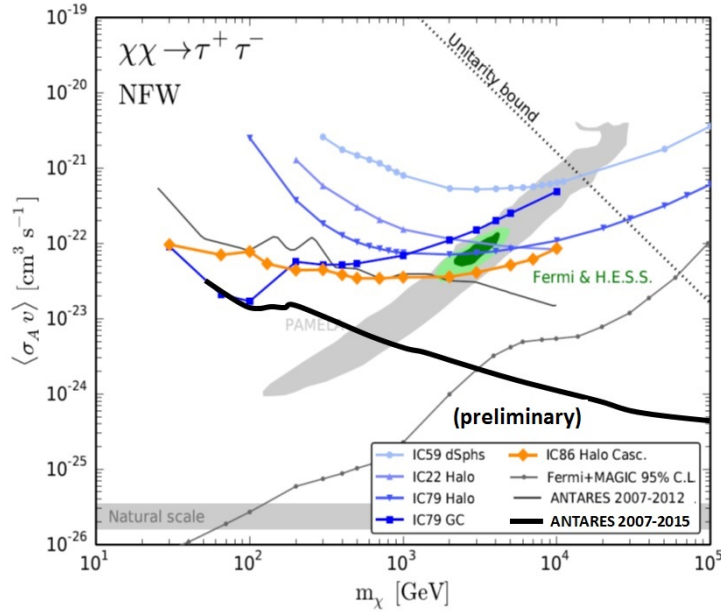 10⁻¹⁹
10⁻²⁰
10⁻²¹
10⁻²²
10⁻²³
10⁻²⁴
10⁻²⁵
10⁻²⁶
⟨σ_A v⟩ [cm³ s⁻¹]
χχ→τ⁺ τ⁻
NFW
Unitarity bound
Fermi & H.E.S.S.
PAMELA
(preliminary)
Natural scale
IC59 dSphs
IC22 Halo
IC79 Halo
IC79 GC
IC86 Halo Casc.
Fermi+MAGIC 95% C.L.
ANTARES 2007-2012
ANTARES 2007-2015
10¹ 10² 10³ 10⁴ 10⁵
m_χ [GeV]